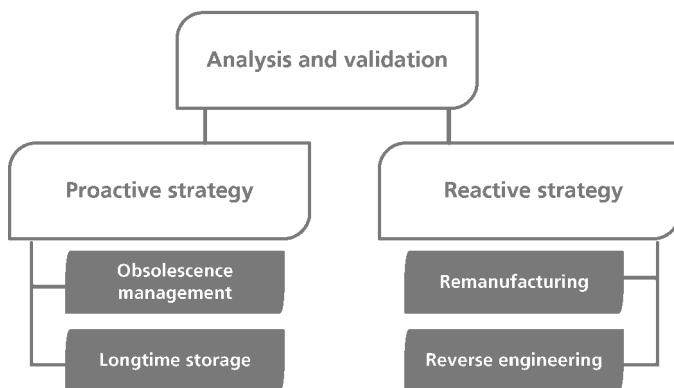 Analysis and validation
Proactive strategy
Reactive strategy
Obsolescence
management
Remanufacturing
Longtime storage
Reverse engineering